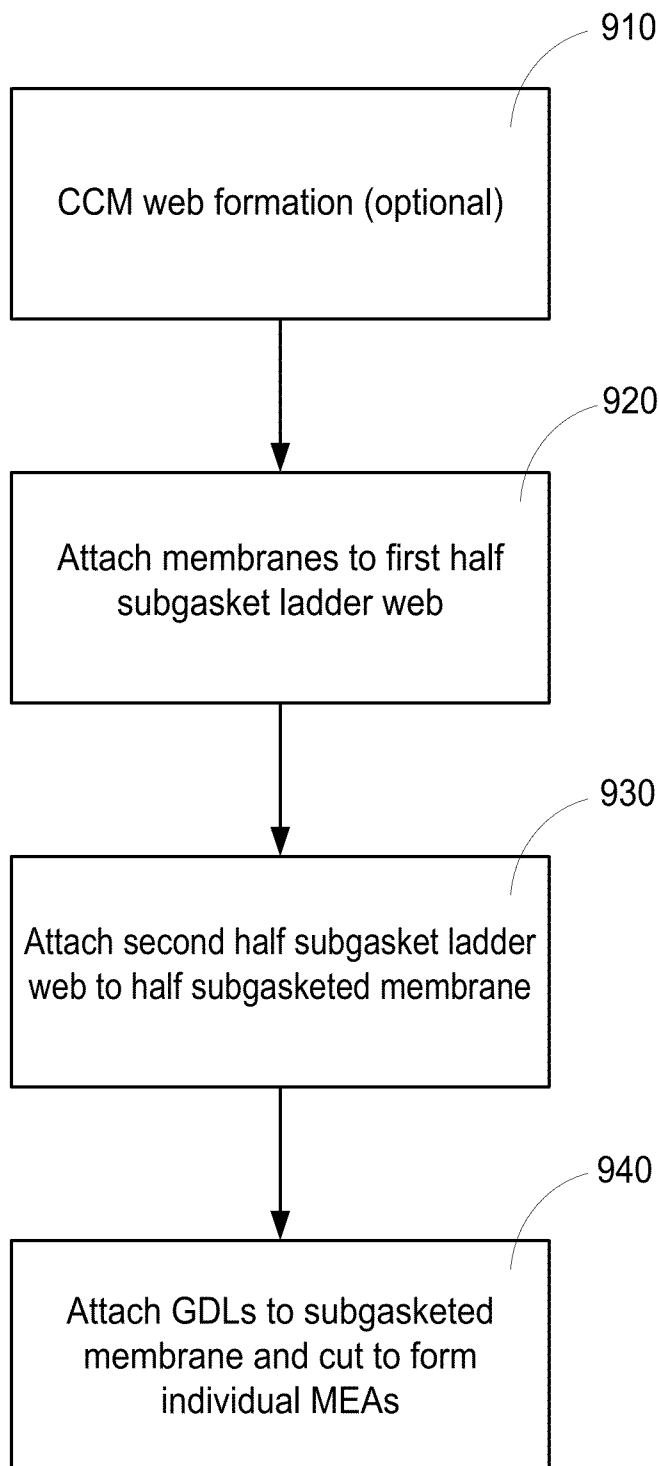 910
CCM web formation (optional)
920
Attach membranes to first half
subgasket ladder web
930
Attach second half subgasket ladder
web to half subgasketed membrane
940
Attach GDLs to subgasketed
membrane and cut to form
individual MEAs